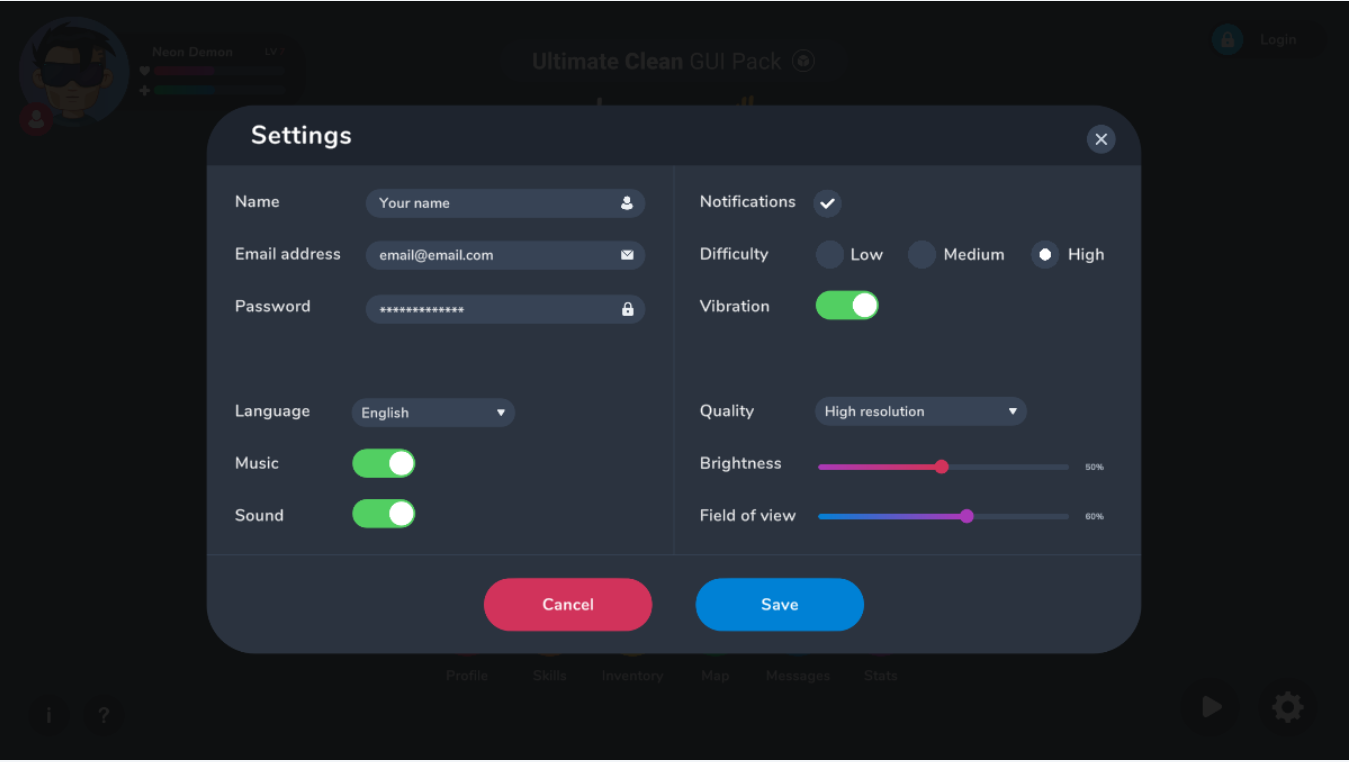 Neon Demon LV 7
Ultimate Clean GUI Pack
Login
Settings
Name Your name
Email address email@email.com
Password *************
Notifications
Difficulty Low Medium High
Vibration
Language English
Music
Sound
Quality High resolution
Brightness 50%
Field of view 60%
Cancel Save
Profile Skills Inventory Map Messages Stats
i ?